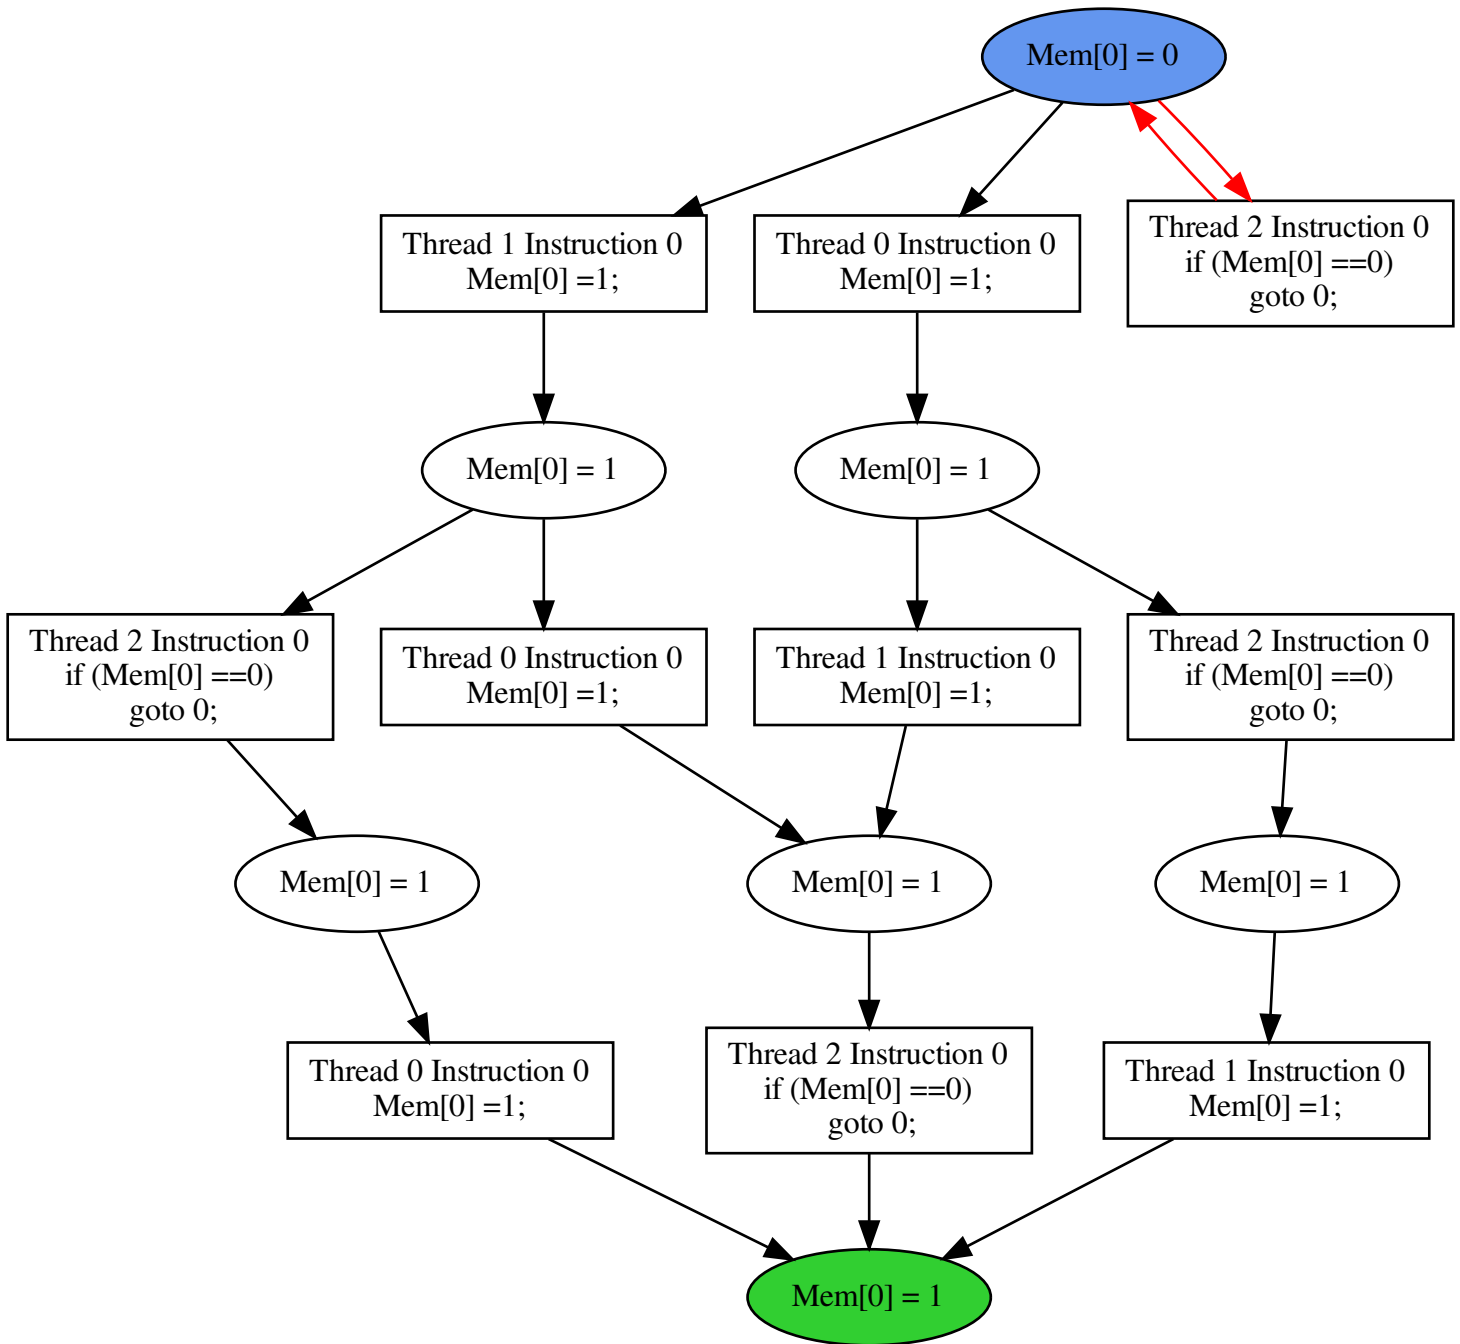 Mem[0] = 0
Thread 1 Instruction 0
Mem[0] =1;
Thread 0 Instruction 0
Mem[0] =1;
Thread 2 Instruction 0
if (Mem[0] ==0)
goto 0;
Mem[0] = 1
Mem[0] = 1
Thread 2 Instruction 0
if (Mem[0] ==0)
goto 0;
Thread 0 Instruction 0
Mem[0] =1;
Thread 1 Instruction 0
Mem[0] =1;
Thread 2 Instruction 0
if (Mem[0] ==0)
goto 0;
Mem[0] = 1
Mem[0] = 1
Mem[0] = 1
Thread 0 Instruction 0
Mem[0] =1;
Thread 2 Instruction 0
if (Mem[0] ==0)
goto 0;
Thread 1 Instruction 0
Mem[0] =1;
Mem[0] = 1